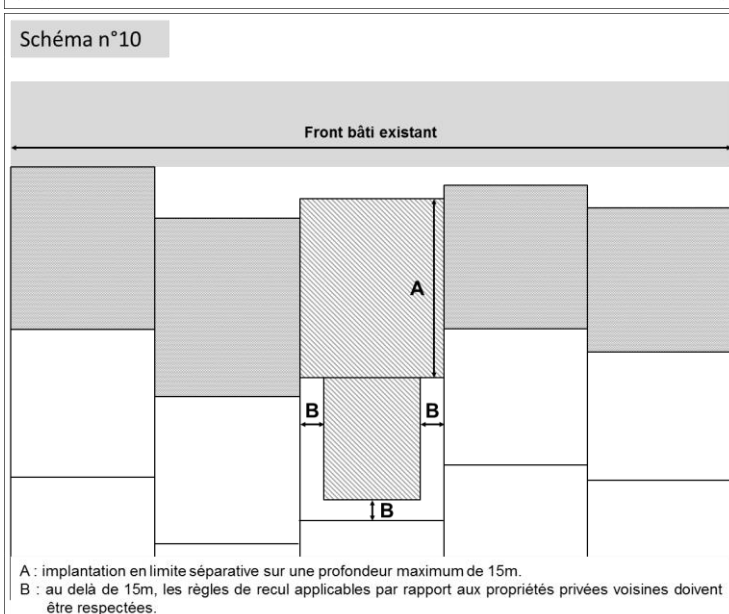 Schéma n°10
Front bâti existant
A
B
B
B
A : implantation en limite séparative sur une profondeur maximum de 15m.
B : au delà de 15m, les règles de recul applicables par rapport aux propriétés privées voisines doivent
être respectées.